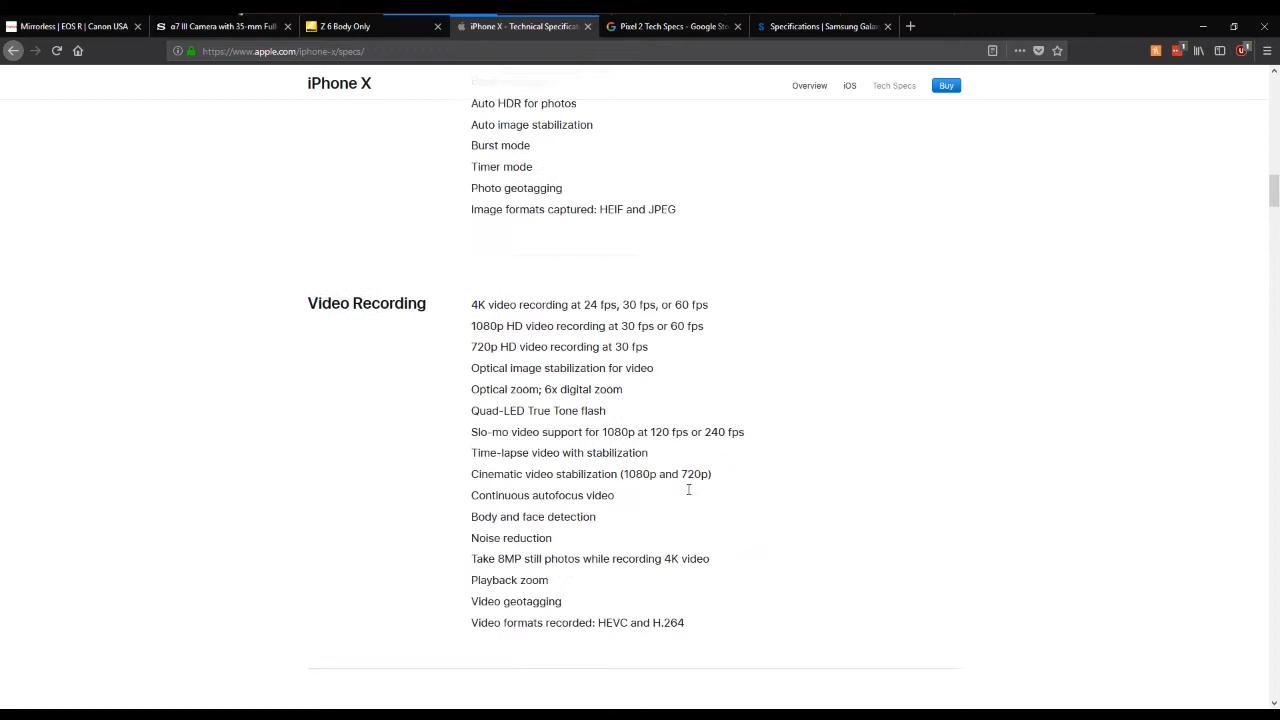 Mirrorless | EOS R | Canon USA
α7 III Camera with 35-mm Full-
Z 6 Body Only
iPhone X - Technical Specificat
Pixel 2 Tech Specs - Google Sto
Specifications | Samsung Galax
https://www.apple.com/iphone-x/specs/
iPhone X
Overview
iOS
Tech Specs
Buy
Auto HDR for photos
Auto image stabilization
Burst mode
Timer mode
Photo geotagging
Image formats captured: HEIF and JPEG
Video Recording
4K video recording at 24 fps, 30 fps, or 60 fps
1080p HD video recording at 30 fps or 60 fps
720p HD video recording at 30 fps
Optical image stabilization for video
Optical zoom; 6x digital zoom
Quad-LED True Tone flash
Slo-mo video support for 1080p at 120 fps or 240 fps
Time-lapse video with stabilization
Cinematic video stabilization (1080p and 720p)
Continuous autofocus video
Body and face detection
Noise reduction
Take 8MP still photos while recording 4K video
Playback zoom
Video geotagging
Video formats recorded: HEVC and H.264